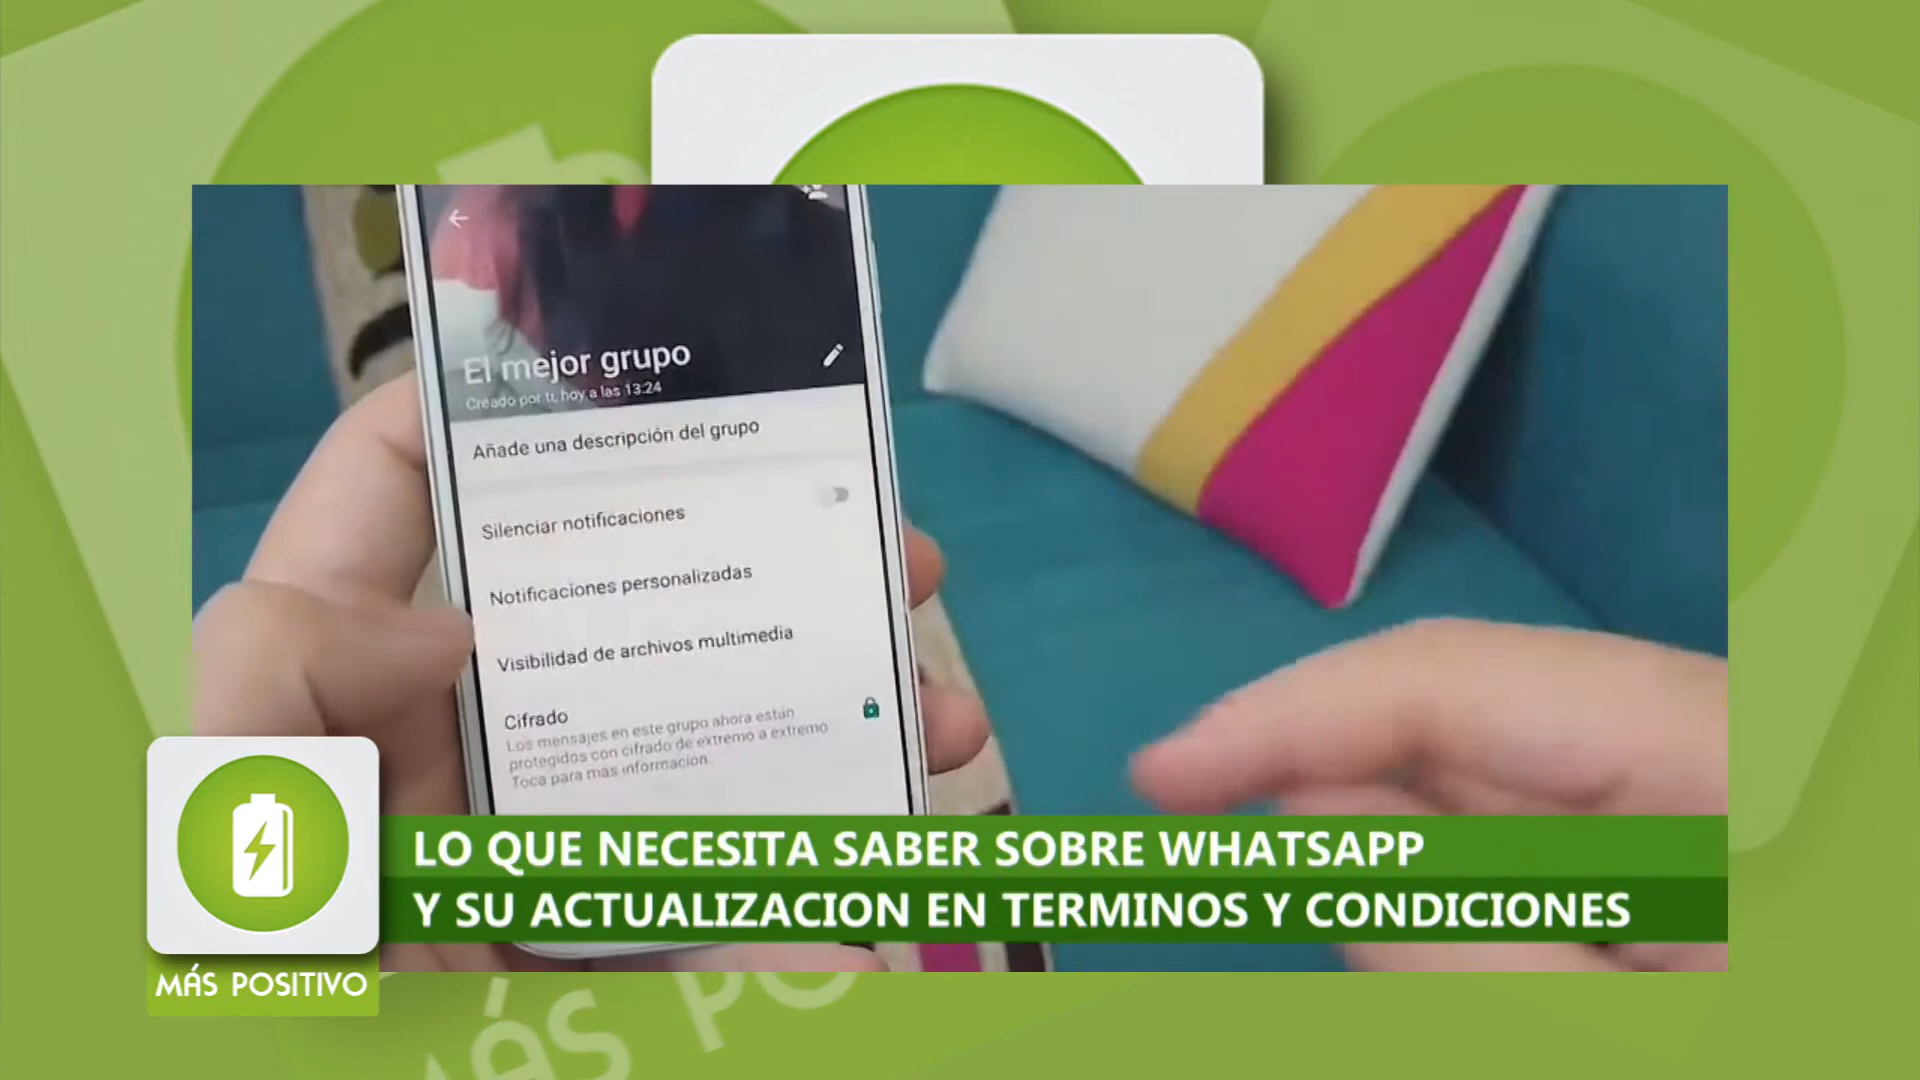 El mejor grupo
Creado por ti, hoy a las 13:24
Añade una descripción del grupo
Silenciar notificaciones
Notificaciones personalizadas
Visibilidad de archivos multimedia
Cifrado
Los mensajes en este grupo ahora están
protegidos con cifrado de extremo a extremo
Toca para más información.
LO QUE NECESITA SABER SOBRE WHATSAPP
Y SU ACTUALIZACION EN TERMINOS Y CONDICIONES
MÁS POSITIVO
MÁS PO